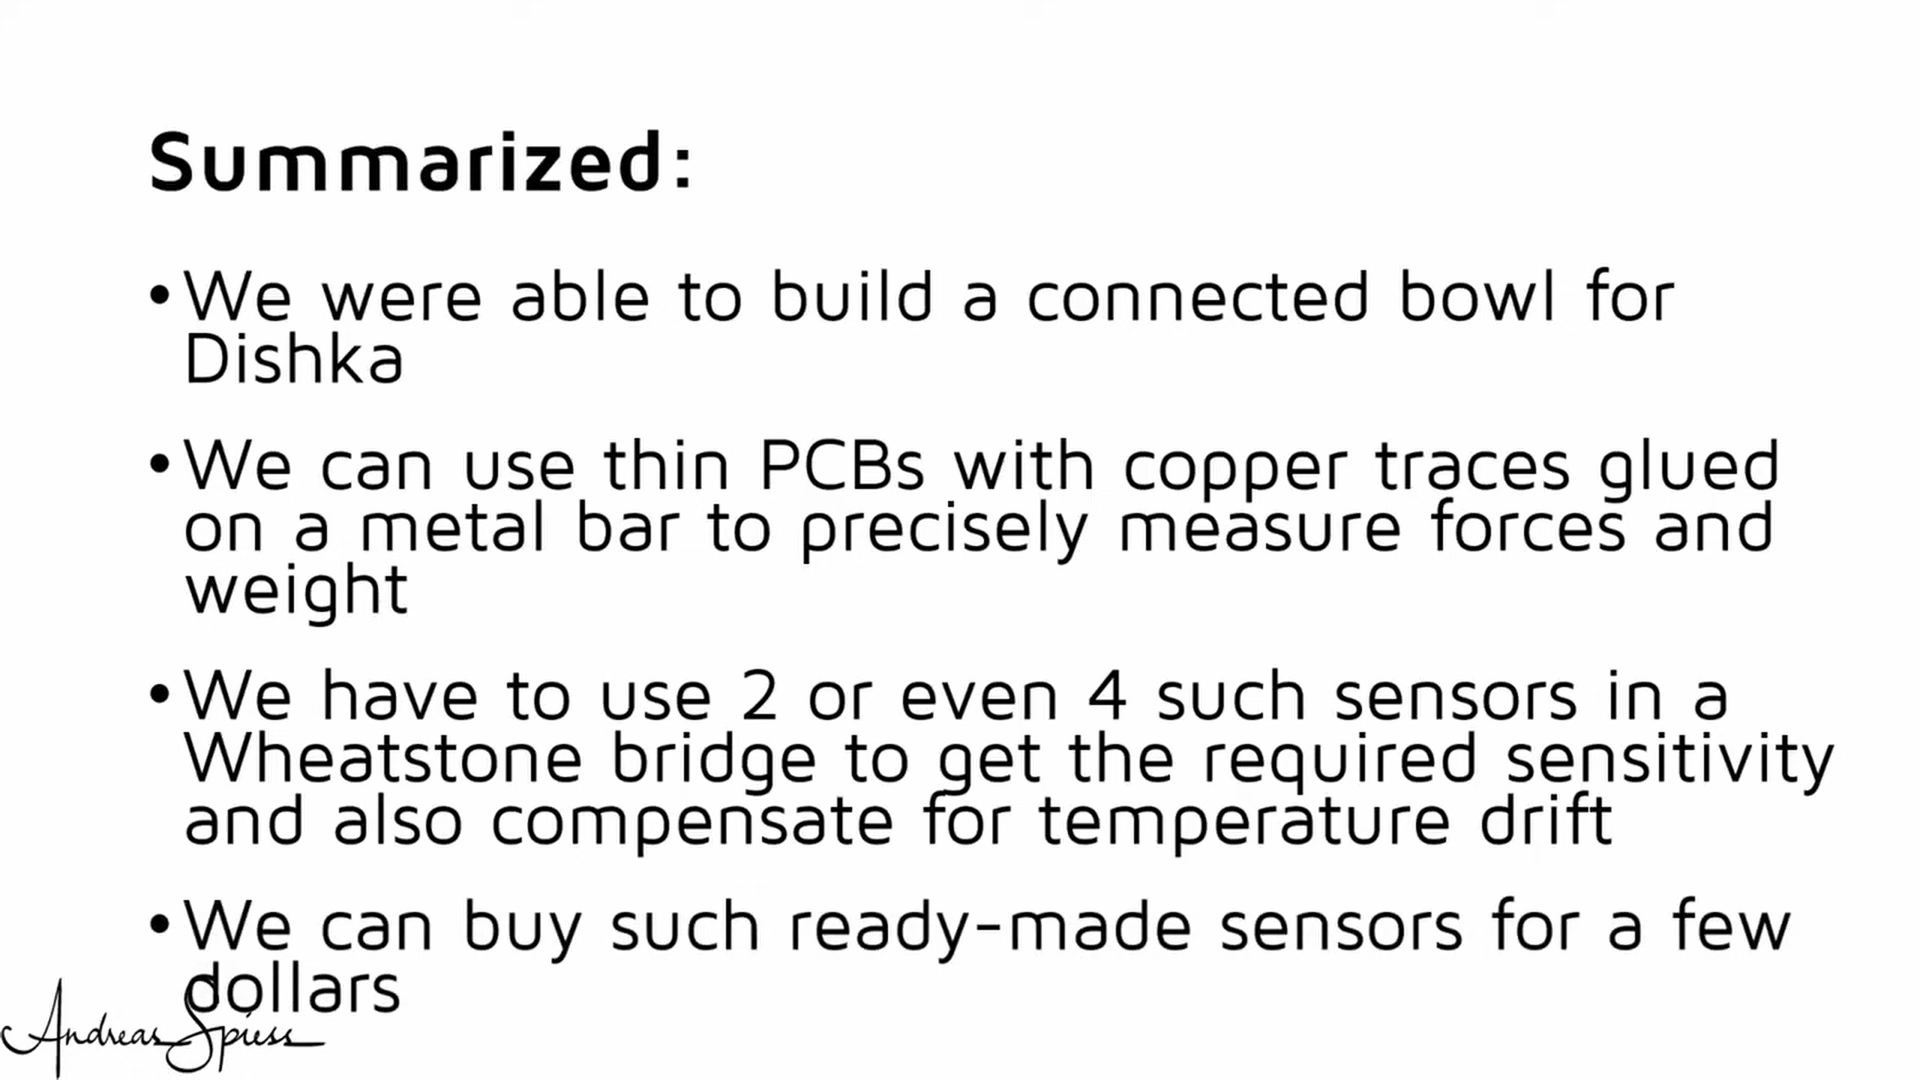 Summarized:
•We were able to build a connected bowl for
Dishka
•We can use thin PCBs with copper traces glued
on a metal bar to precisely measure forces and
weight
•We have to use 2 or even 4 such sensors in a
Wheatstone bridge to get the required sensitivity
and also compensate for temperature drift
•We can buy such ready-made sensors for a few
dollars
Andreas Spiess